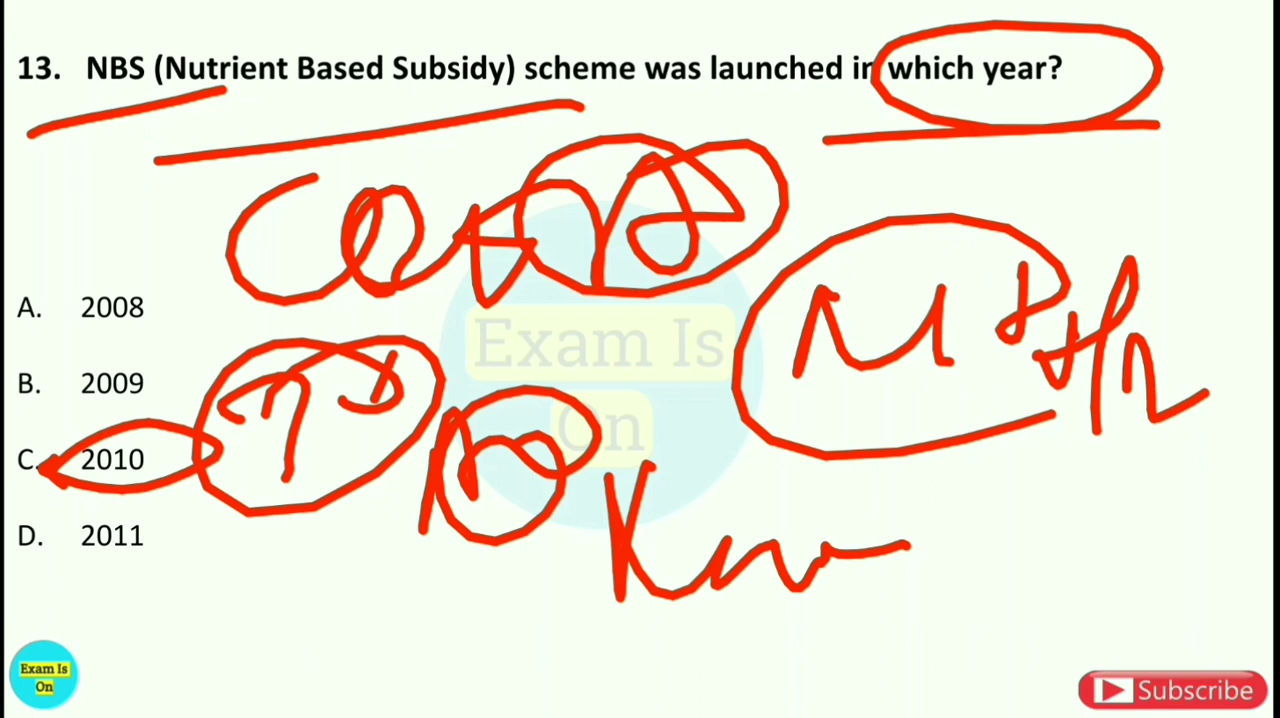 13. NBS (Nutrient Based Subsidy) scheme was launched in which year?
A. 2008
Exam Is
B. 2009
On
C. 2010
D. 2011
Exam Is
On
Subscribe